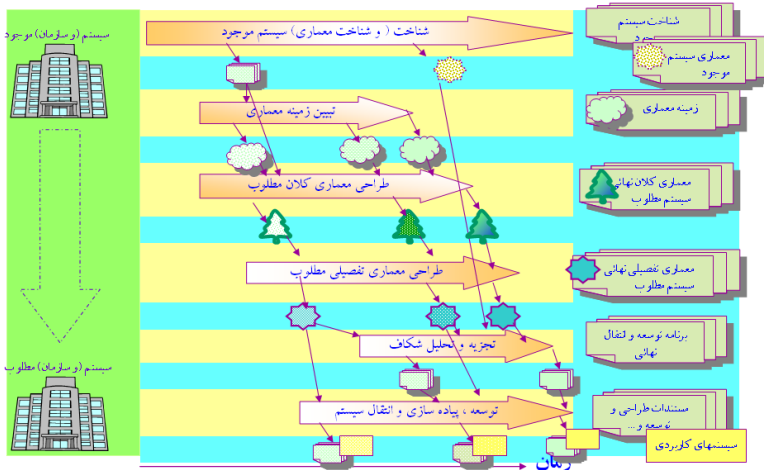 سیستم (و سازمان) موجود
شناخت ( و شناخت معماری) سیستم موجود
شناخت سیستم
موجود
معماری سیستم
موجود
تبیین زمینه معماری
زمینه معماری
طراحی معماری کلان مطلوب
معماری کلان نهائی
سیستم مطلوب
طراحی معماری تفصیلی مطلوب
معماری تفصیلی نهائی
سیستم مطلوب
تجزیه و تحلیل شکاف
برنامه توسعه و انتقال
نهائی
سیستم (و سازمان) مطلوب
توسعه ، پیاده سازی و انتقال سیستم
مستندات طراحی و
توسعه و ...
سیستمهای کاربردی
زمان